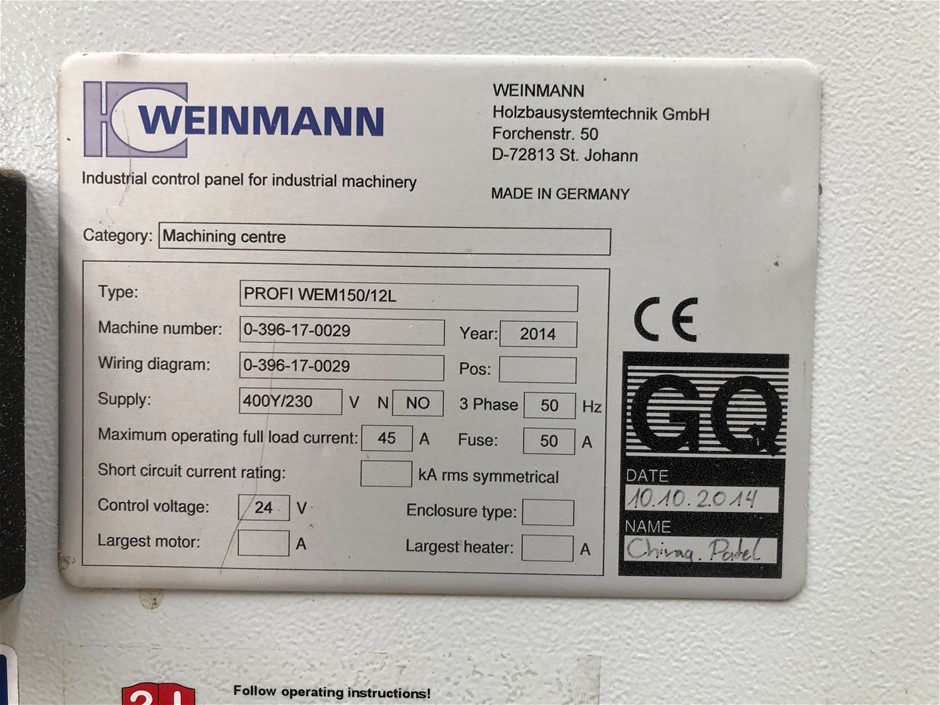 WEINMANN
Industrial control panel for industrial machinery
WEINMANN
Holzbausystemtechnik GmbH
Forchenstr. 50
D-72813 St. Johann
MADE IN GERMANY
Category: Machining centre
Type: PROFI WEM150/12L
Machine number: 0-396-17-0029 Year: 2014
Wiring diagram: 0-396-17-0029 Pos:
Supply: 400Y/230 V N NO 3 Phase 50 Hz
Maximum operating full load current: 45 A Fuse: 50 A
Short circuit current rating: kA rms symmetrical
Control voltage: 24 V Enclosure type:
Largest motor: A Largest heater: A
CE
GQ
DATE
10.10.2014
NAME
Chirag. Patel
Follow operating instructions!